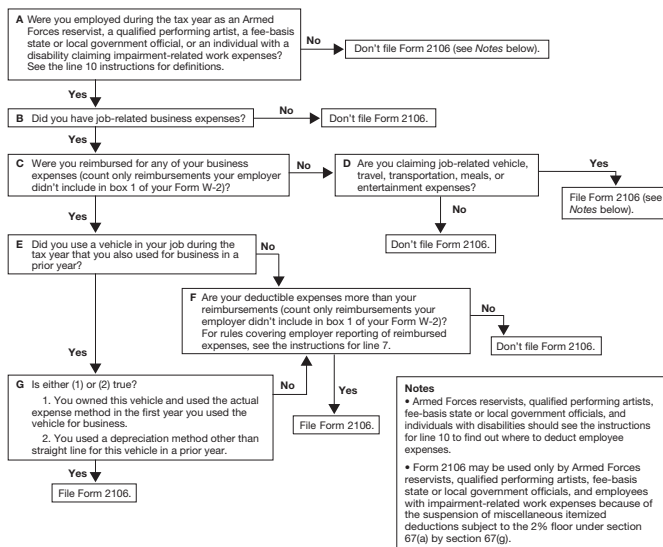 A Were you employed during the tax year as an Armed
Forces reservist, a qualified performing artist, a fee-basis
state or local government official, or an individual with a
disability claiming impairment-related work expenses?
See the line 10 instructions for definitions.
No
Don't file Form 2106 (see Notes below).
Yes
B Did you have job-related business expenses?
No
Don't file Form 2106.
Yes
C Were you reimbursed for any of your business
expenses (count only reimbursements your employer
didn't include in box 1 of your Form W-2)?
No
D Are you claiming job-related vehicle,
travel, transportation, meals, or
entertainment expenses?
Yes
File Form 2106 (see
Notes below).
No
Don't file Form 2106.
Yes
E Did you use a vehicle in your job during the
tax year that you also used for business in a
prior year?
No
F Are your deductible expenses more than your
reimbursements (count only reimbursements your
employer didn't include in box 1 of your Form W-2)?
For rules covering employer reporting of reimbursed
expenses, see the instructions for line 7.
No
Don't file Form 2106.
Yes
File Form 2106.
Yes
G Is either (1) or (2) true?
1. You owned this vehicle and used the actual
expense method in the first year you used the
vehicle for business.
2. You used a depreciation method other than
straight line for this vehicle in a prior year.
No
Yes
File Form 2106.
Notes
• Armed Forces reservists, qualified performing artists,
fee-basis state or local government officials, and
individuals with disabilities should see the instructions
for line 10 to find out where to deduct employee
expenses.
• Form 2106 may be used only by Armed Forces
reservists, qualified performing artists, fee-basis
state or local government officials, and employees
with impairment-related work expenses because of
the suspension of miscellaneous itemized
deductions subject to the 2% floor under section
67(a) by section 67(g).